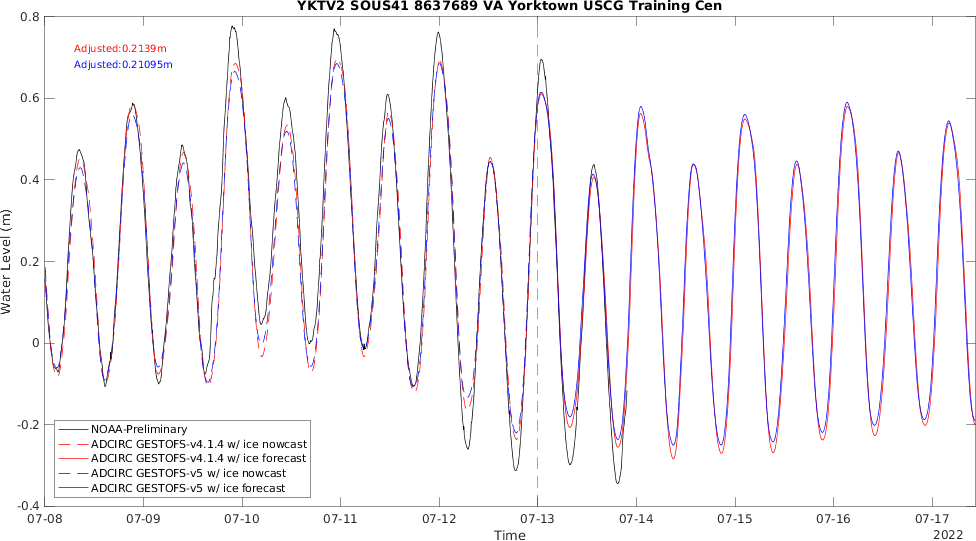 YKTV2 SOUS41 8637689 VA Yorktown USCG Training Cen
Adjusted:0.2139m
Adjusted:0.21095m
0.8
0.6
0.4
0.2
0
-0.2
-0.4
Water Level (m)
NOAA-Preliminary
ADCIRC GESTOFS-v4.1.4 w/ ice nowcast
ADCIRC GESTOFS-v4.1.4 w/ ice forecast
ADCIRC GESTOFS-v5 w/ ice nowcast
ADCIRC GESTOFS-v5 w/ ice forecast
07-08 07-09 07-10 07-11 07-12 07-13 07-14 07-15 07-16 07-17
Time
2022